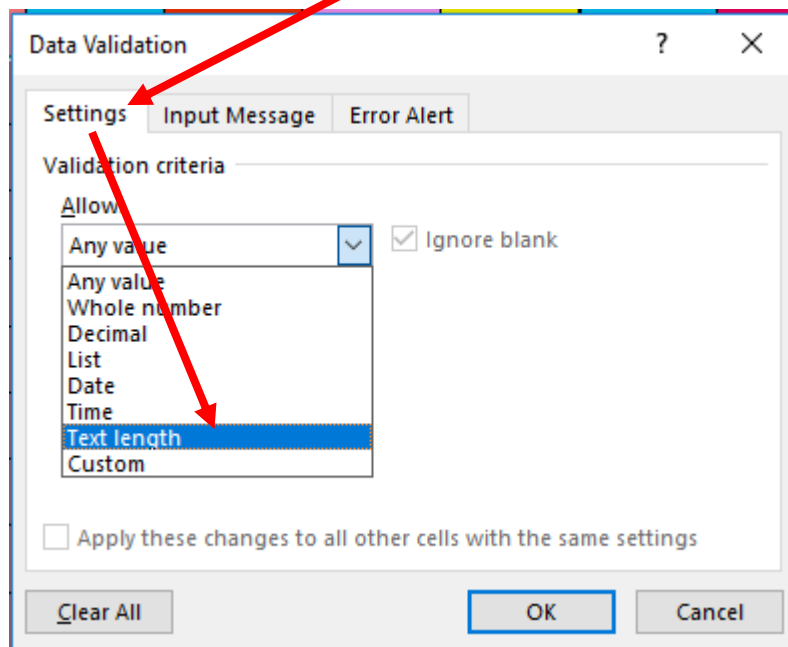 Data Validation ?
Settings Input Message Error Alert
Validation criteria
Allow
Any value Ignore blank
Any value
Whole number
Decimal
List
Date
Time
Text length
Custom
Apply these changes to all other cells with the same settings
Clear All OK Cancel